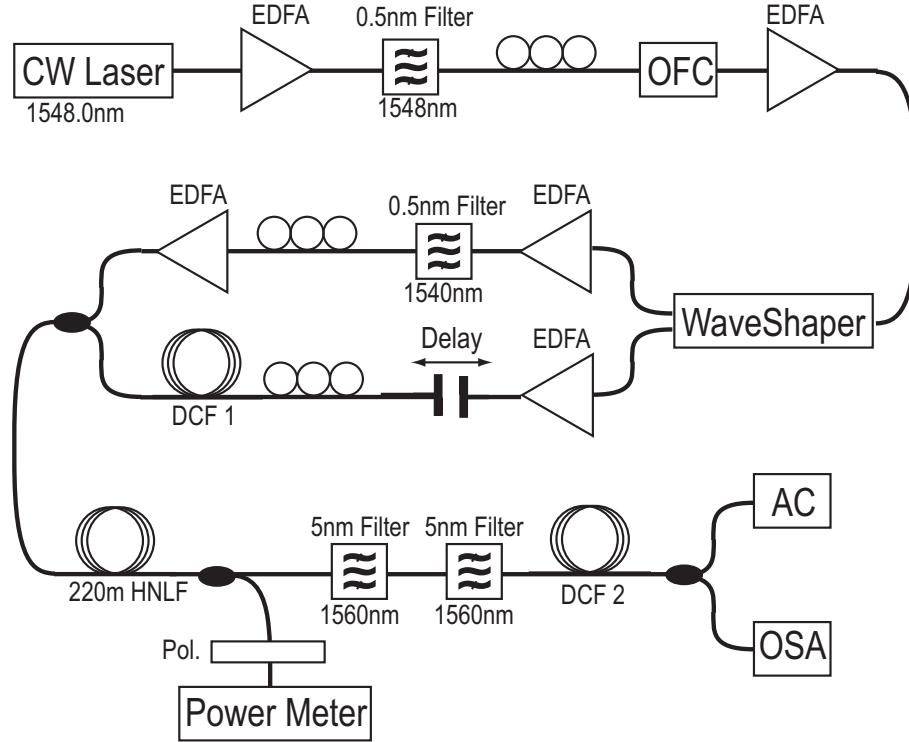 EDFA
0.5nm Filter
EDFA
CW Laser
OFC
1548.0nm
1548nm
EDFA
0.5nm Filter
EDFA
1540nm
WaveShaper
Delay
EDFA
DCF 1
AC
5nm Filter
5nm Filter
220m HNLF
1560nm
1560nm
DCF 2
Pol.
OSA
Power Meter